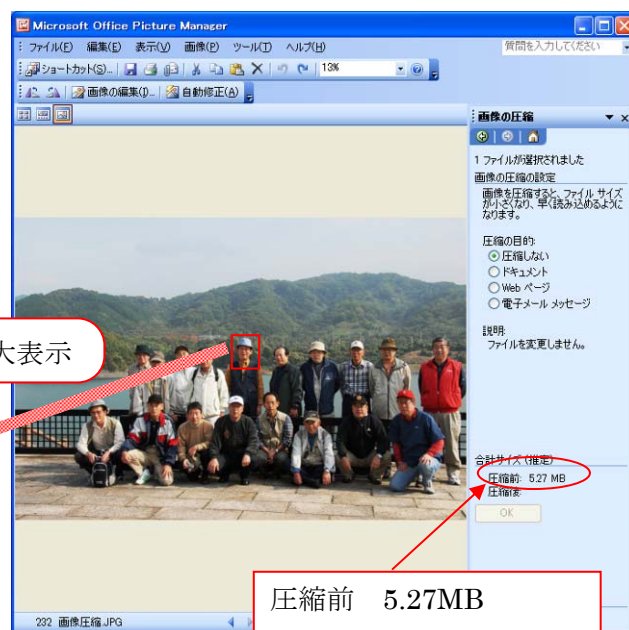 Microsoft Office Picture Manager
ファイル(F) 編集(E) 表示(V) 画像(P) ツール(T) ヘルプ(H)
質問を入力してください
ショートカット(S)...
13%
画像の編集(I)... 自動修正(A)
画像の圧縮
1 ファイルが選択されました
画像の圧縮の設定
画像を圧縮すると、ファイル サイズ
が小さくなり、早く読み込めるように
なります。
圧縮の目的:
圧縮しない
ドキュメント
Web ページ
電子メール メッセージ
説明:
ファイルを変更しません。
大表示
合計サイズ (推定)
圧縮前: 5.27 MB
圧縮後:
OK
圧縮前 5.27MB
232 画像圧縮.JPG